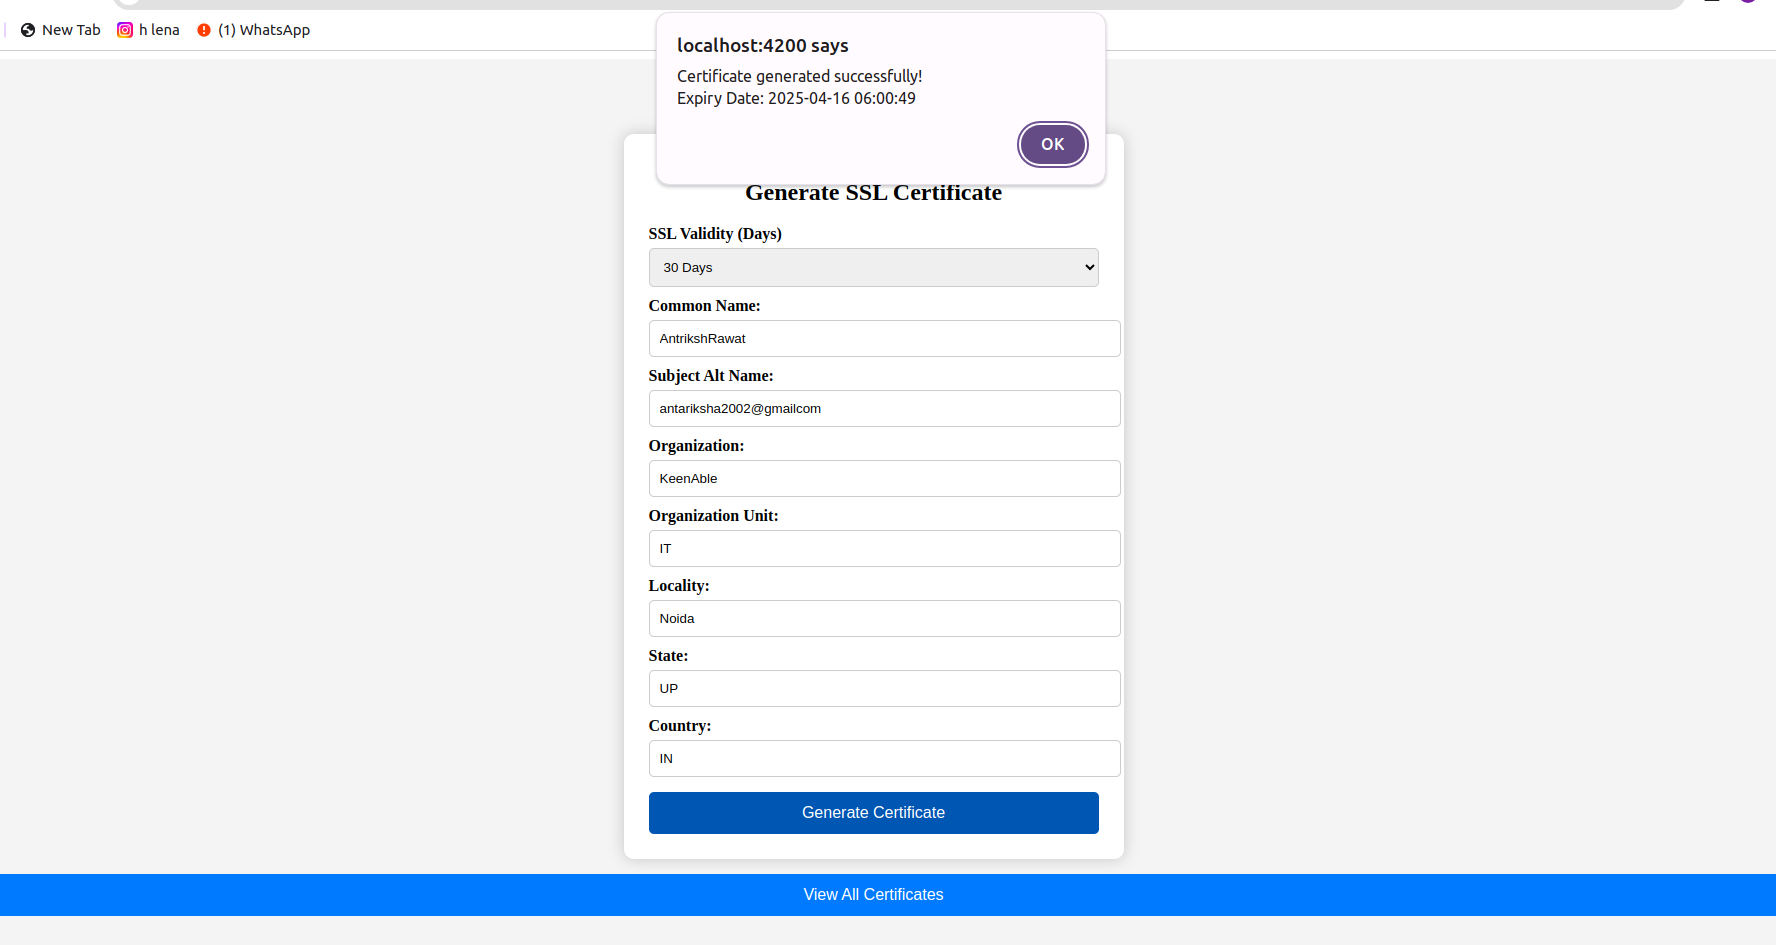 New Tab h lena (1) WhatsApp
localhost:4200 says
Certificate generated successfully!
Expiry Date: 2025-04-16 06:00:49
OK
Generate SSL Certificate
SSL Validity (Days)
30 Days
Common Name:
AntrikshRawat
Subject Alt Name:
antariksha2002@gmailcom
Organization:
KeenAble
Organization Unit:
IT
Locality:
Noida
State:
UP
Country:
IN
Generate Certificate
View All Certificates